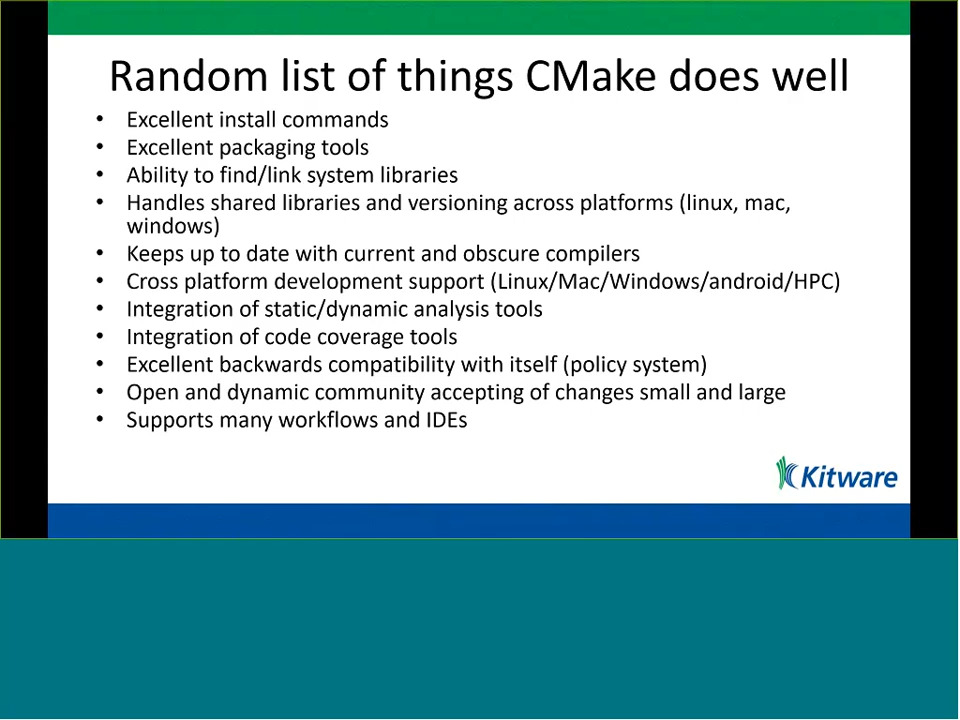 Random list of things CMake does well
• Excellent install commands
• Excellent packaging tools
• Ability to find/link system libraries
• Handles shared libraries and versioning across platforms (linux, mac,
windows)
• Keeps up to date with current and obscure compilers
• Cross platform development support (Linux/Mac/Windows/android/HPC)
• Integration of static/dynamic analysis tools
• Integration of code coverage tools
• Excellent backwards compatibility with itself (policy system)
• Open and dynamic community accepting of changes small and large
• Supports many workflows and IDEs
Kitware